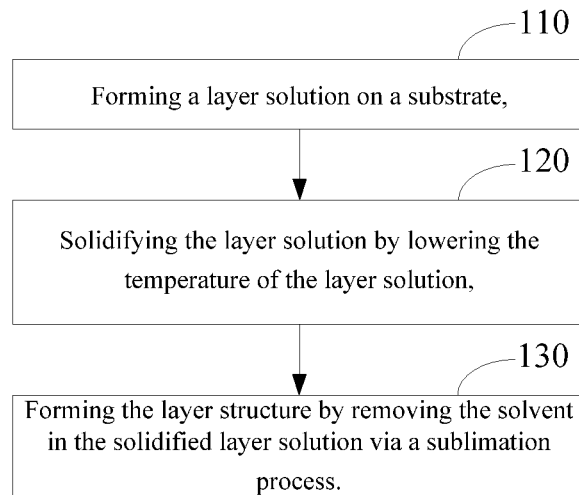 110
Forming a layer solution on a substrate,
120
Solidifying the layer solution by lowering the
temperature of the layer solution,
130
Forming the layer structure by removing the solvent
in the solidified layer solution via a sublimation
process.